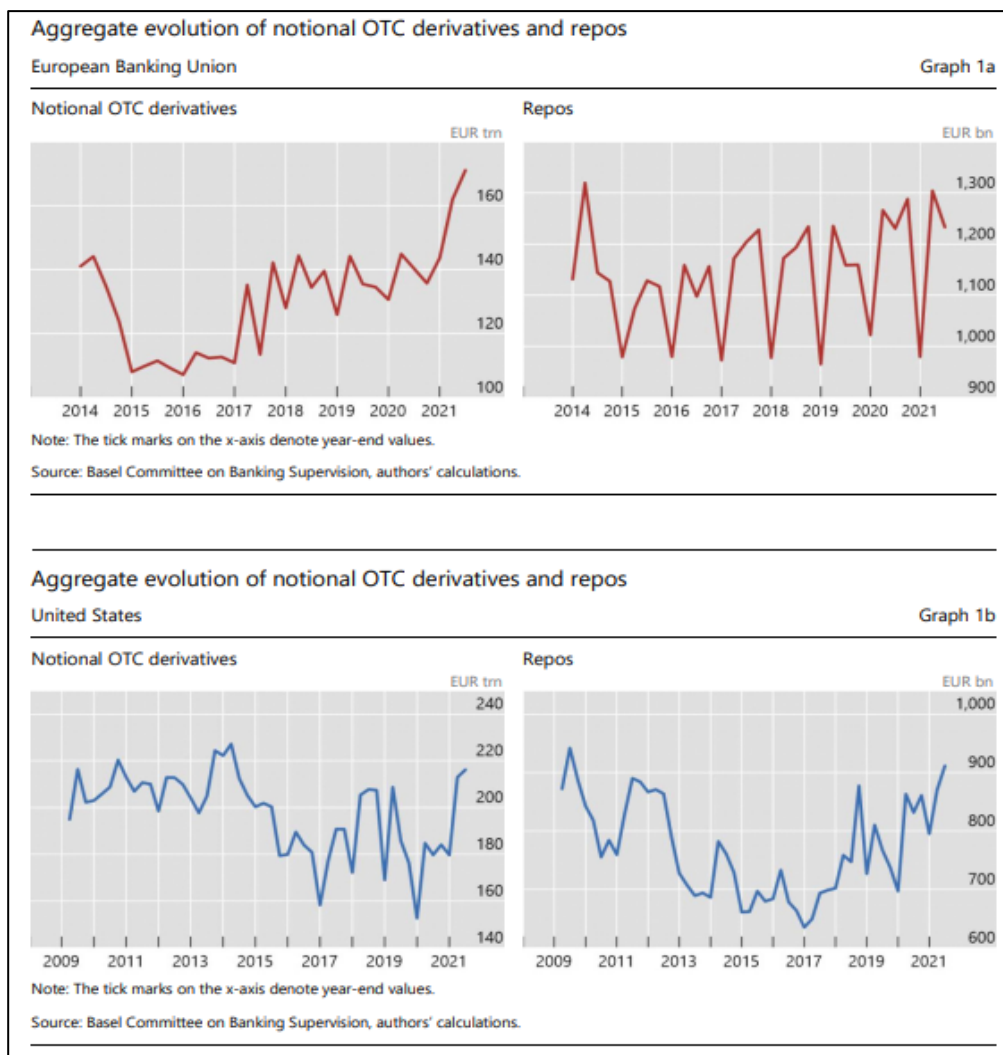 Aggregate evolution of notional OTC derivatives and repos
European Banking Union Graph 1a
Notional OTC derivatives Repos
EUR trn EUR bn
160
140
120
100
2014 2015 2016 2017 2018 2019 2020 2021
1,300
1,200
1,100
1,000
900
2014 2015 2016 2017 2018 2019 2020 2021
Note: The tick marks on the x-axis denote year-end values.
Source: Basel Committee on Banking Supervision, authors' calculations.
Aggregate evolution of notional OTC derivatives and repos
United States Graph 1b
Notional OTC derivatives Repos
EUR trn EUR bn
240
220
200
180
160
140
2009 2011 2013 2015 2017 2019 2021
1,000
900
800
700
600
2009 2011 2013 2015 2017 2019 2021
Note: The tick marks on the x-axis denote year-end values.
Source: Basel Committee on Banking Supervision, authors' calculations.